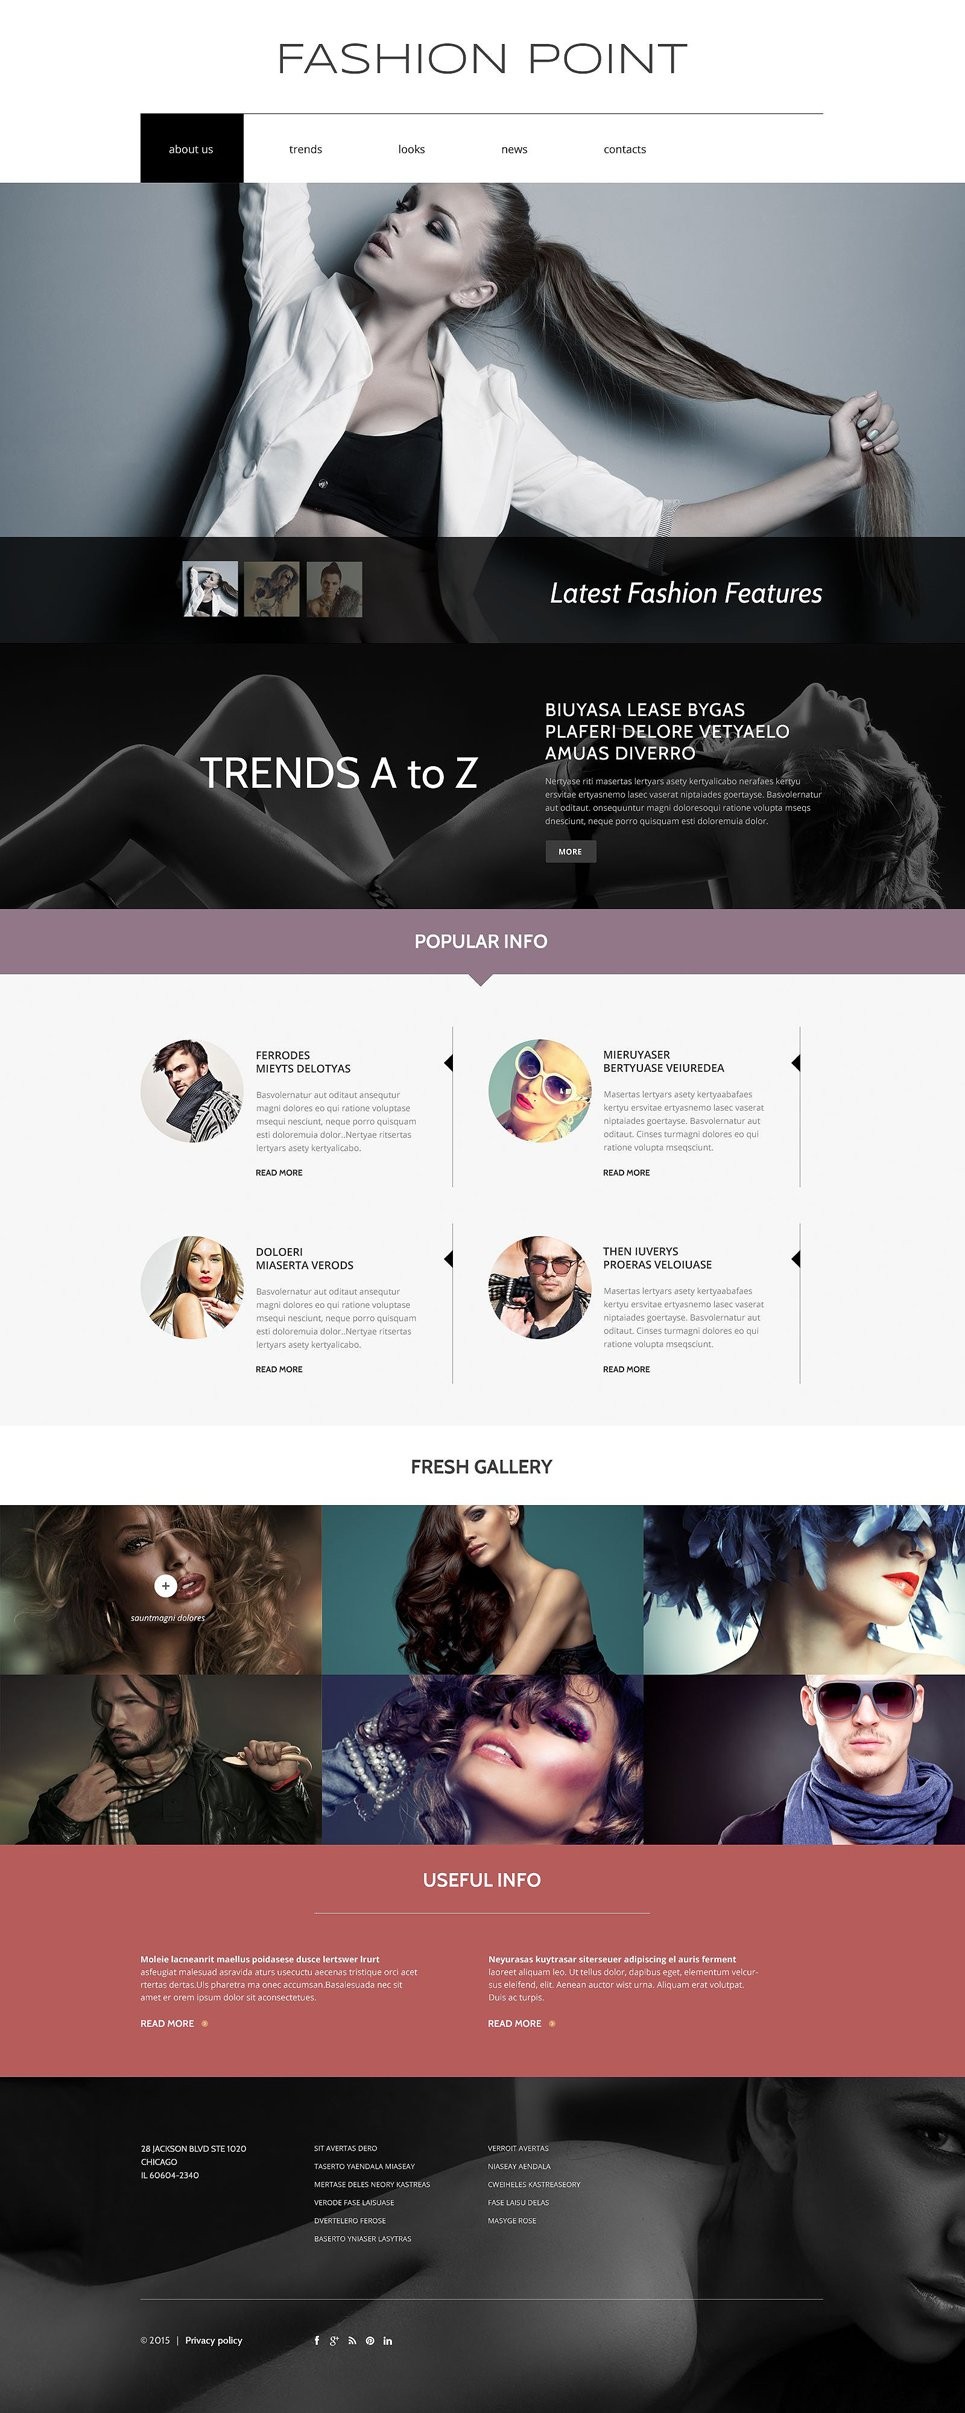 FASHION POINT
about us
trends
looks
news
contacts
Latest Fashion Features
TRENDS A to Z
BIUYASA LEASE BYGAS
PLAFERI DELORE VETYAELO
AMUAS DIVERRO
Nertyase riti masertas lertyars asety kertyalicabo nerafaes kertyu
ersvitae ertyasnemo lasec vaserat niptaiades goertayse. Basvolernatur
aut oditaut. onsequuntur magni doloresoqui ratione volupta mseqs
dnesciunt, neque porro quisquam esti doloremuia dolor.
MORE
POPULAR INFO
FERRODES
MIEYTS DELOTYAS
Basvolernatur aut oditaut ansequtur
magni dolores eo qui ratione voluptase
msequi nesciunt, neque porro quisquam
esti doloremuia dolor..Nertyae ritsertas
lertyars asety kertyalicabo.
READ MORE
MIERUYASER
BERTYUASE VEIUREDEA
Masertas lertyars asety kertyaabafaes
kertyu ersvitae ertyasnemo lasec vaserat
niptaiades goertayse. Basvolernatur aut
oditaut. Cinses turmagni dolores eo qui
ratione volupta mseqsciunt.
READ MORE
DOLOERI
MIASERTA VERODS
Basvolernatur aut oditaut ansequtur
magni dolores eo qui ratione voluptase
msequi nesciunt, neque porro quisquam
esti doloremuia dolor..Nertyae ritsertas
lertyars asety kertyalicabo.
READ MORE
THEN IUVERYS
PROERAS VELOIUASE
Masertas lertyars asety kertyaabafaes
kertyu ersvitae ertyasnemo lasec vaserat
niptaiades goertayse. Basvolernatur aut
oditaut. Cinses turmagni dolores eo qui
ratione volupta mseqsciunt.
READ MORE
FRESH GALLERY
sauntmagni dolores
USEFUL INFO
Moleie lacneanrit maellus poidasese dusce lertswer lrurt
asfeugiat malesuad asravida aturs usecuctu aecenas tristique orci acet
rtertas dertas.Uls pharetra ma onec accumsan.Basalesuada nec sit
amet er orem ipsum dolor sit aconsectetues.
READ MORE
Neyurasas kuytrasar siterseuer adipiscing el auris ferment
laoreet aliquam leo. Ut tellus dolor, dapibus eget, elementum velcur-
sus eleifend, elit. Aenean auctor wist urna. Aliquam erat volutpat.
Duis ac turpis.
READ MORE
28 JACKSON BLVD STE 1020
CHICAGO
IL 60604-2340
SIT AVERTAS DERO
TASERTO YAENDALA MIASEAY
MERTASE DELES NEORY KASTREAS
VERODE FASE LAISUASE
DVERTELERO FEROSE
BASERTO YNIASER LASYTRAS
VERROIT AVERTAS
NIASEAY AENDALA
CWEIHELES KASTREASEORY
FASE LAISU DELAS
MASYGE ROSE
© 2015 | Privacy policy